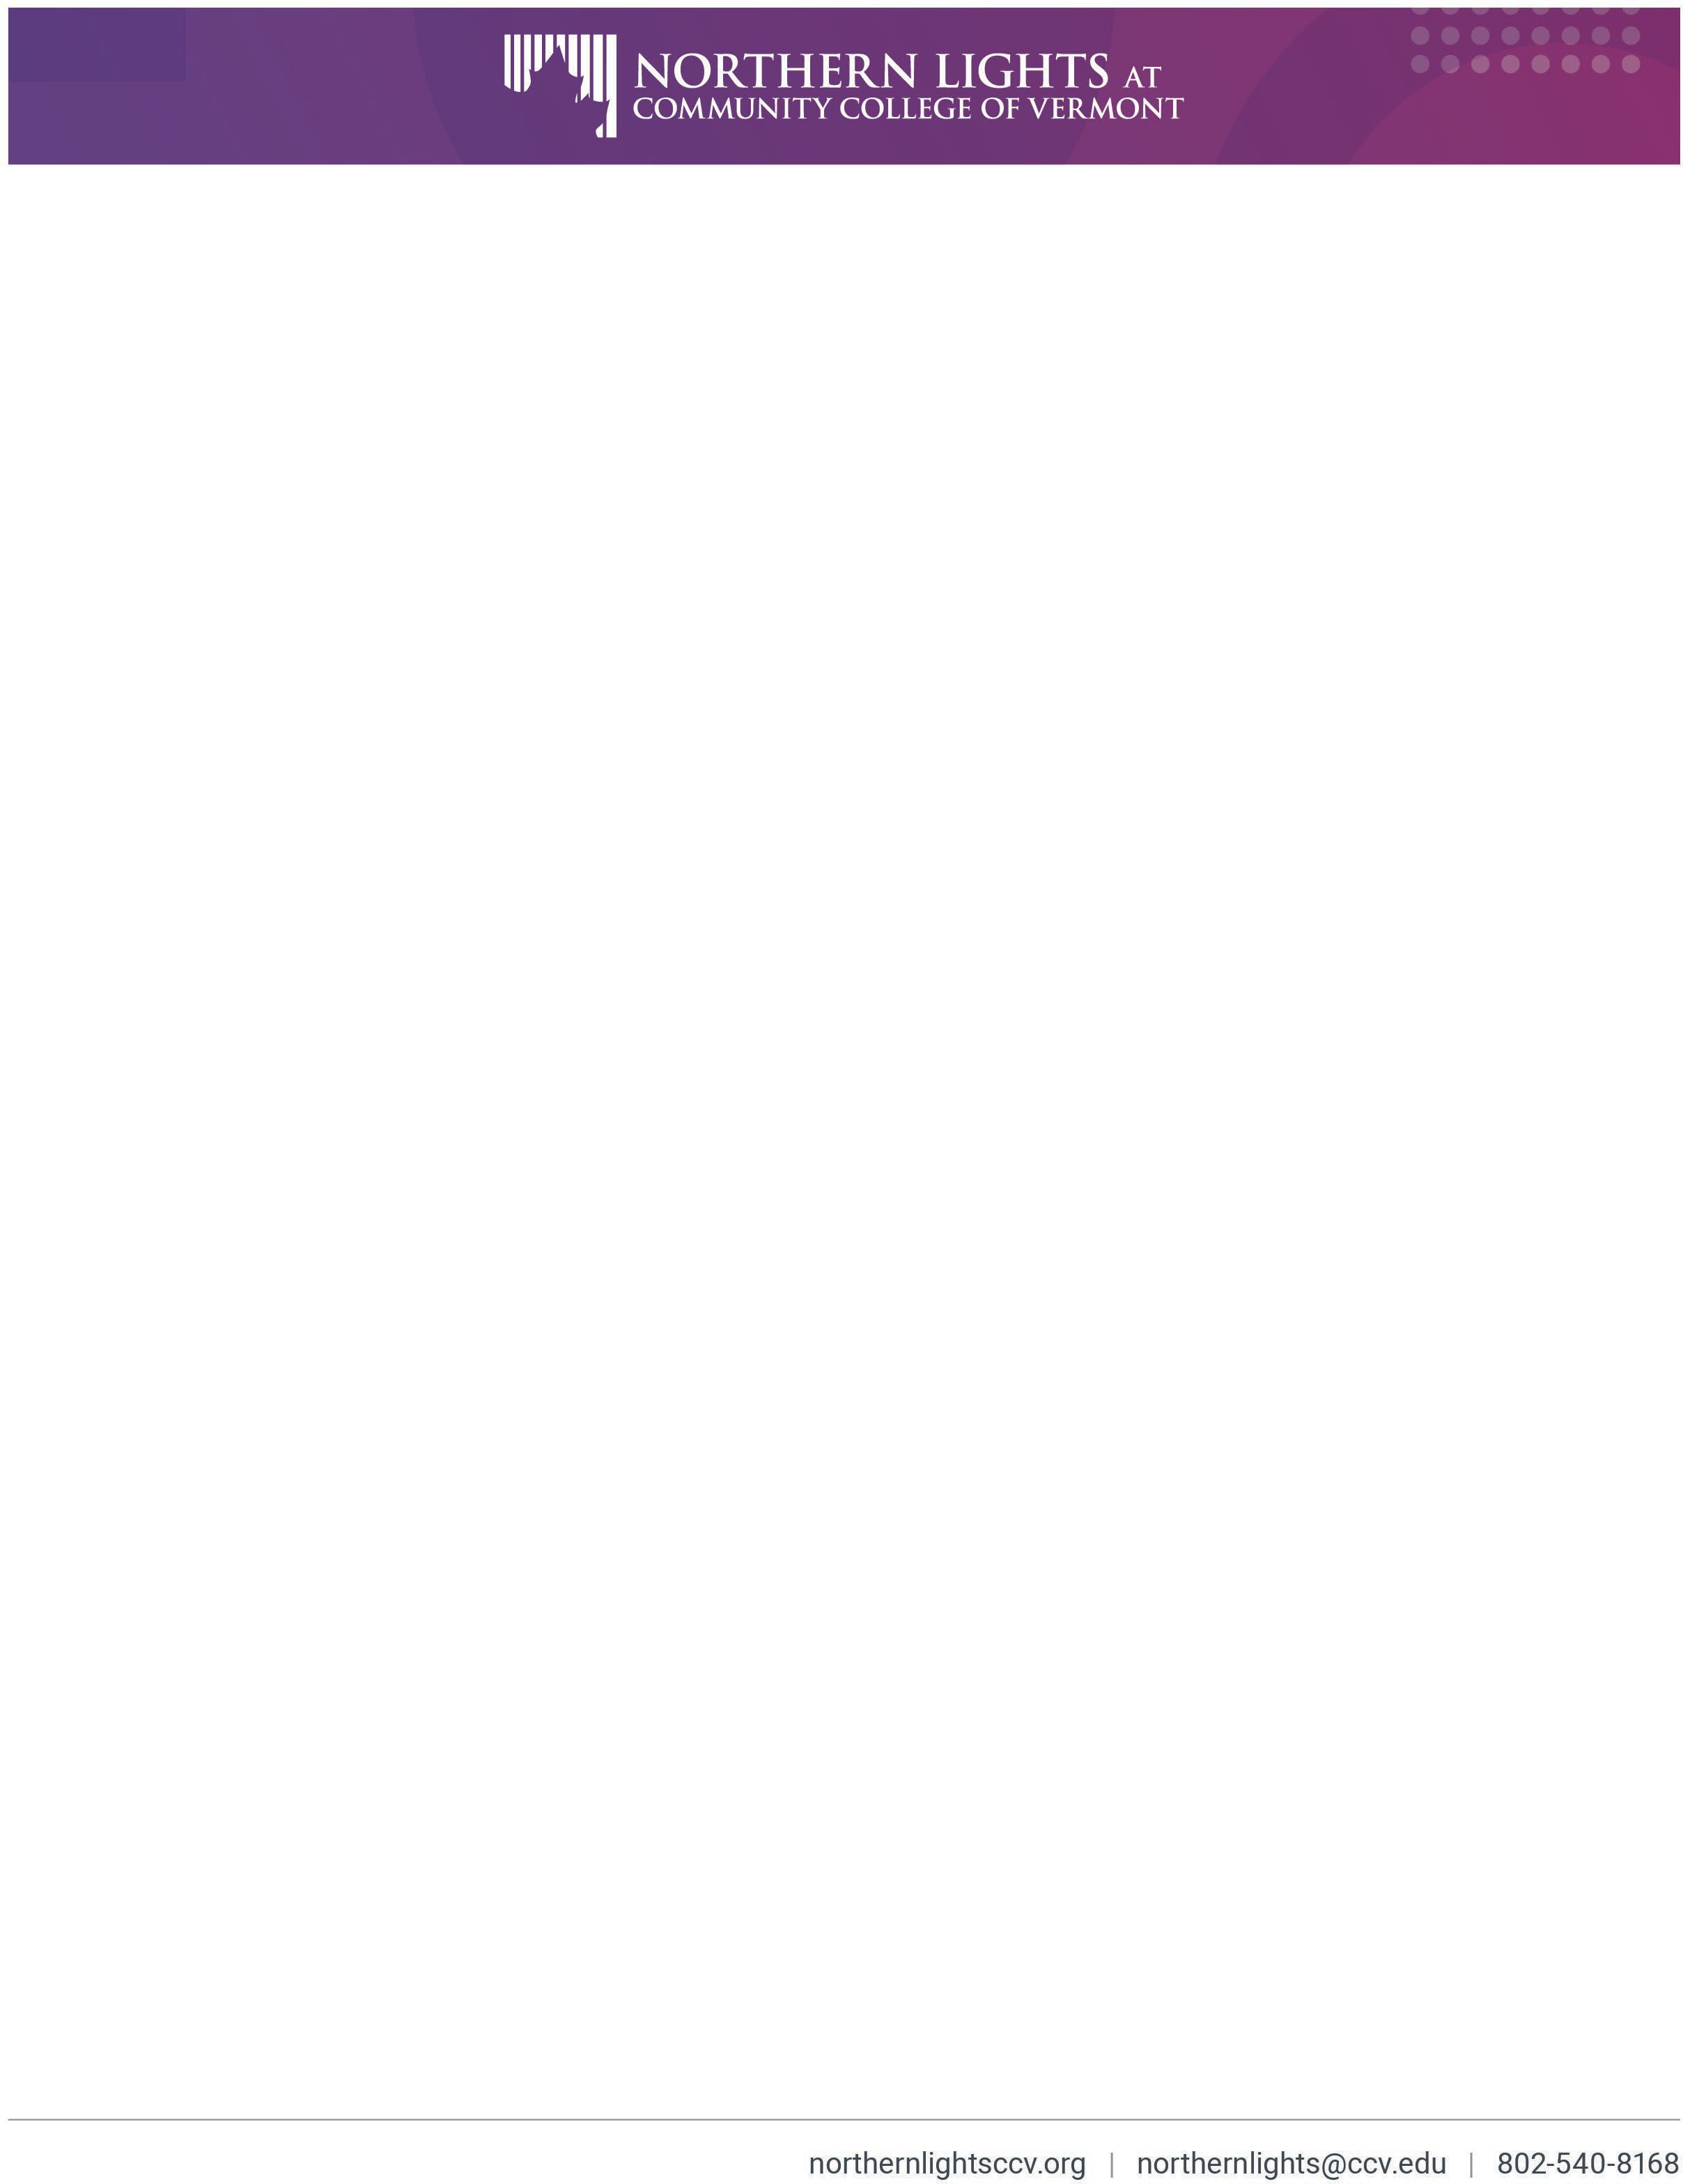 NORTHERN LIGHTS AT
COMMUNITY COLLEGE OF VERMONT
northernlightsccv.org | northernlights@ccv.edu | 802-540-8168